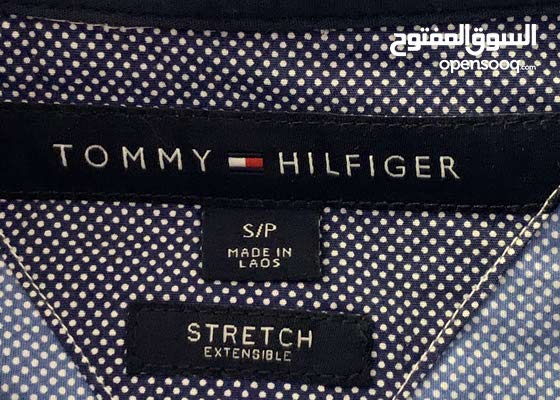 السوق المفتوح
opensooq.com
TOMMY HILFIGER
S/P
MADE IN
LAOS
STRETCH
EXTENSIBLE